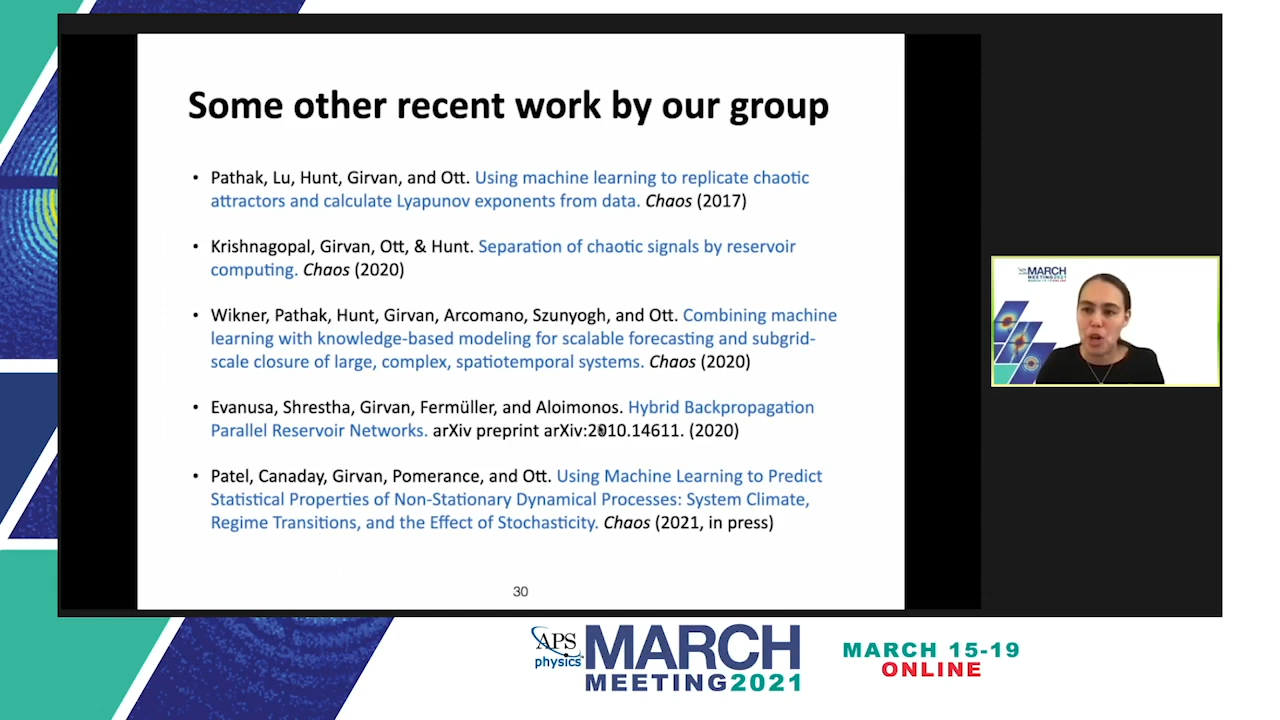 Some other recent work by our group
• Pathak, Lu, Hunt, Girvan, and Ott. Using machine learning to replicate chaotic
attractors and calculate Lyapunov exponents from data. Chaos (2017)
• Krishnagopal, Girvan, Ott, & Hunt. Separation of chaotic signals by reservoir
computing. Chaos (2020)
• Wikner, Pathak, Hunt, Girvan, Arcomano, Szunyogh, and Ott. Combining machine
learning with knowledge-based modeling for scalable forecasting and subgrid-
scale closure of large, complex, spatiotemporal systems. Chaos (2020)
• Evanusa, Shrestha, Girvan, Fermüller, and Aloimonos. Hybrid Backpropagation
Parallel Reservoir Networks. arXiv preprint arXiv:2010.14611. (2020)
• Patel, Canaday, Girvan, Pomerance, and Ott. Using Machine Learning to Predict
Statistical Properties of Non-Stationary Dynamical Processes: System Climate,
Regime Transitions, and the Effect of Stochasticity. Chaos (2021, in press)
30
MARCH
MEETING2021
APS
physics
MARCH
MEETING2021
MARCH 15-19
ONLINE